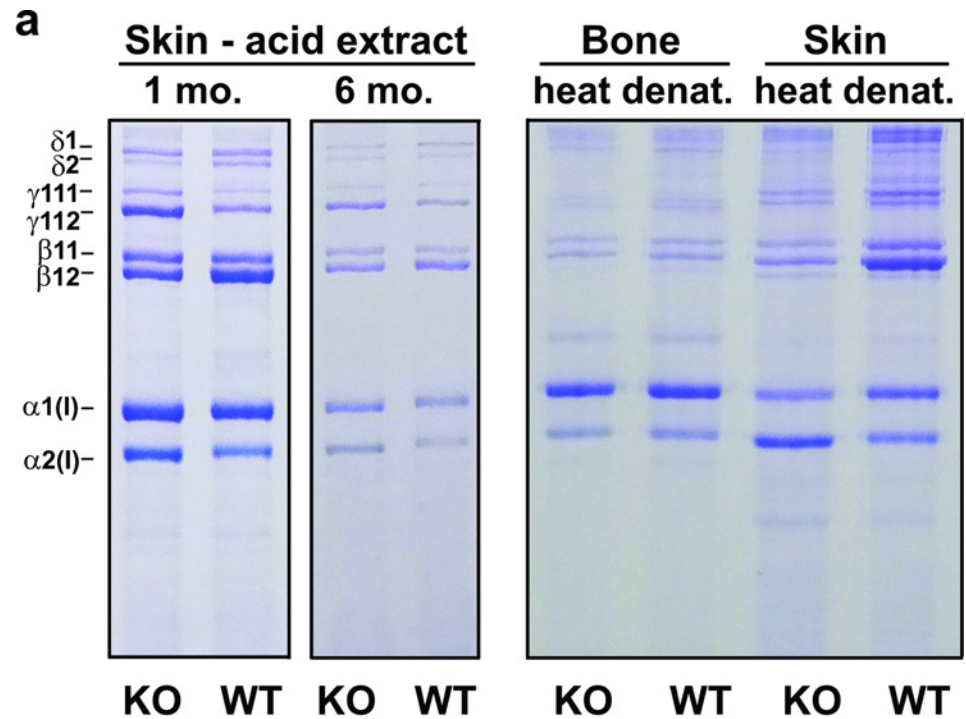 a
Skin - acid extract
Bone
Skin
1 mo.
6 mo.
heat denat.
heat denat.
δ1
δ2
γ111
γ112
β11
β12
α1(I)
α2(I)
KO WT
KO WT
KO WT
KO WT